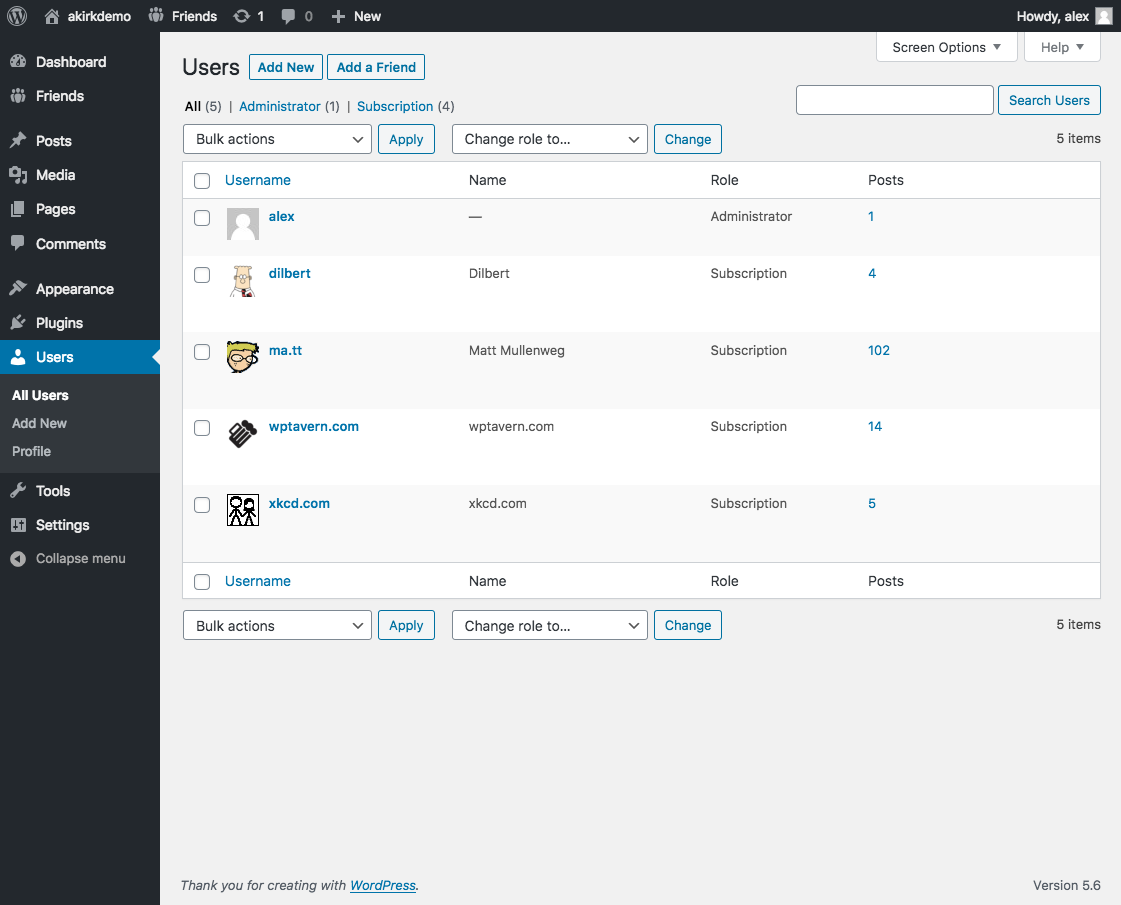 akirkdemo Friends 1 0 New Howdy, alex
Dashboard
Friends
Posts
Media
Pages
Comments
Appearance
Plugins
Users
All Users
Add New
Profile
Tools
Settings
Collapse menu
Screen Options Help
Users Add New Add a Friend
All (5) | Administrator (1) | Subscription (4)
Search Users
Bulk actions Apply Change role to... Change 5 items
Username Name Role Posts
alex — Administrator 1
dilbert Dilbert Subscription 4
ma.tt Matt Mullenweg Subscription 102
wptavern.com wptavern.com Subscription 14
xkcd.com xkcd.com Subscription 5
Username Name Role Posts
Bulk actions Apply Change role to... Change 5 items
Thank you for creating with WordPress. Version 5.6